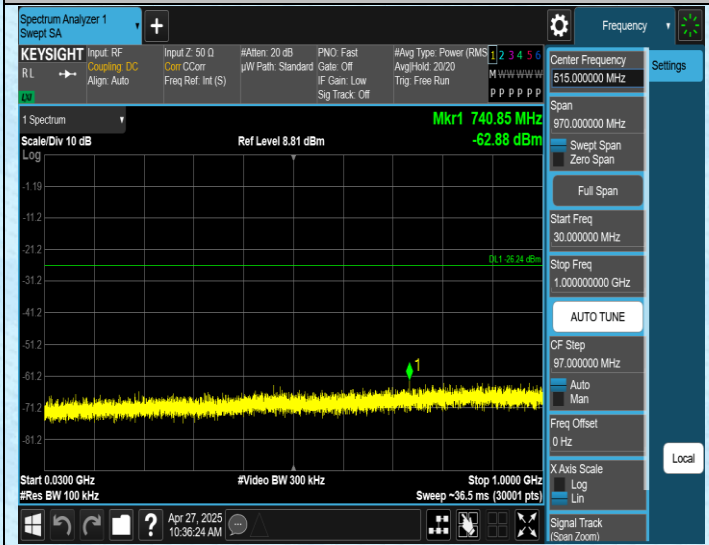 Spectrum Analyzer 1
Swept SA
+
Frequency
KEYSIGHT
RL
LU
Input: RF
Coupling: DC
Align: Auto
Input Z: 50 Ω
Corr CCorr
Freq Ref: Int (S)
#Atten: 20 dB
µW Path: Standard
PNO: Fast
Gate: Off
IF Gain: Low
Sig Track: Off
#Avg Type: Power (RMS
Avg|Hold: 20/20
Trig: Free Run
1 2 3 4 5 6
M W W W W W
P P P P P P
1 Spectrum
Scale/Div 10 dB
Ref Level 8.81 dBm
Mkr1 740.85 MHz
-62.88 dBm
Log
-1.19
-11.2
-21.2
DL1 -26.24 dBm
-31.2
-41.2
-51.2
1
-61.2
-71.2
-81.2
Start 0.0300 GHz
#Video BW 300 kHz
Stop 1.0000 GHz
#Res BW 100 kHz
Sweep ~36.5 ms (30001 pts)
?
Apr 27, 2025
10:36:24 AM
Center Frequency
515.000000 MHz
Span
970.000000 MHz
Swept Span
Zero Span
Full Span
Start Freq
30.000000 MHz
Stop Freq
1.000000000 GHz
AUTO TUNE
CF Step
97.000000 MHz
Auto
Man
Freq Offset
0 Hz
X Axis Scale
Log
Lin
Signal Track
(Span Zoom)
Settings
Local